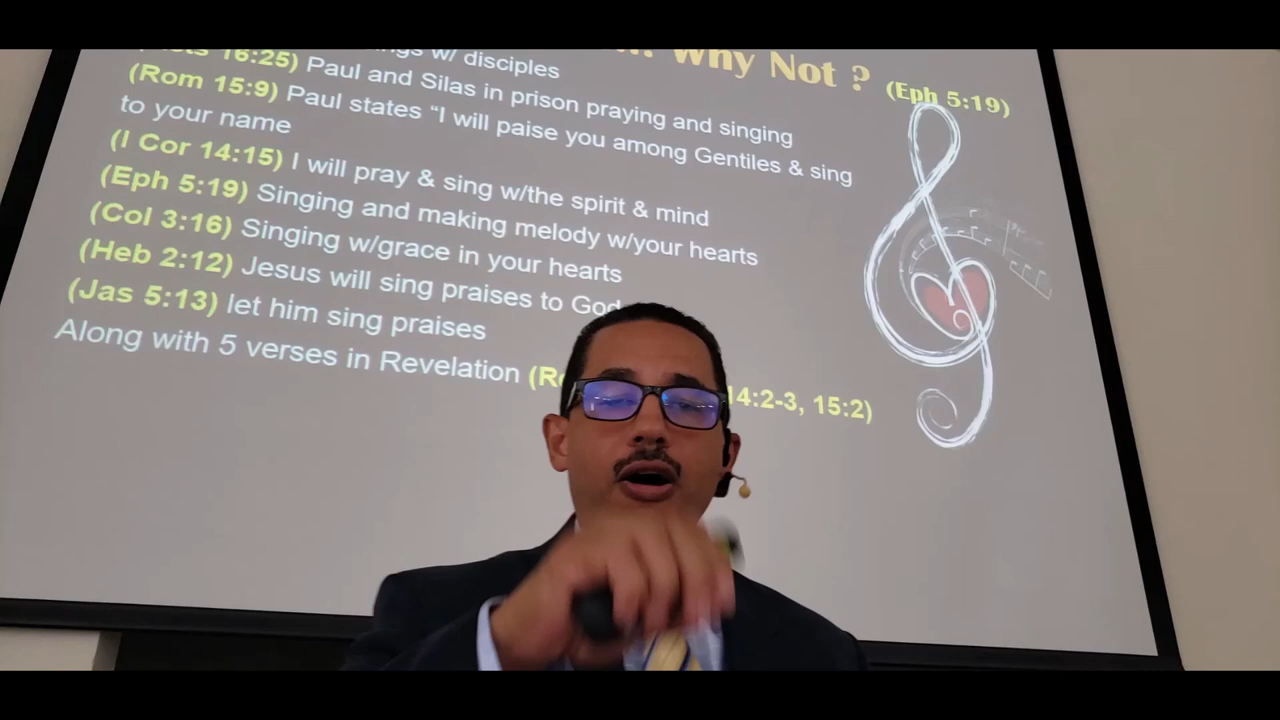 Why Not ? (Eph 5:19)
w/ disciples
16:25) Paul and Silas in prison praying and singing
(Rom 15:9) Paul states “I will paise you among Gentiles & sing
to your name
(I Cor 14:15) I will pray & sing w/the spirit & mind
(Eph 5:19) Singing and making melody w/your hearts
(Col 3:16) Singing w/grace in your hearts
(Heb 2:12) Jesus will sing praises to God
(Jas 5:13) let him sing praises
Along with 5 verses in Revelation 14:2-3, 15:2)